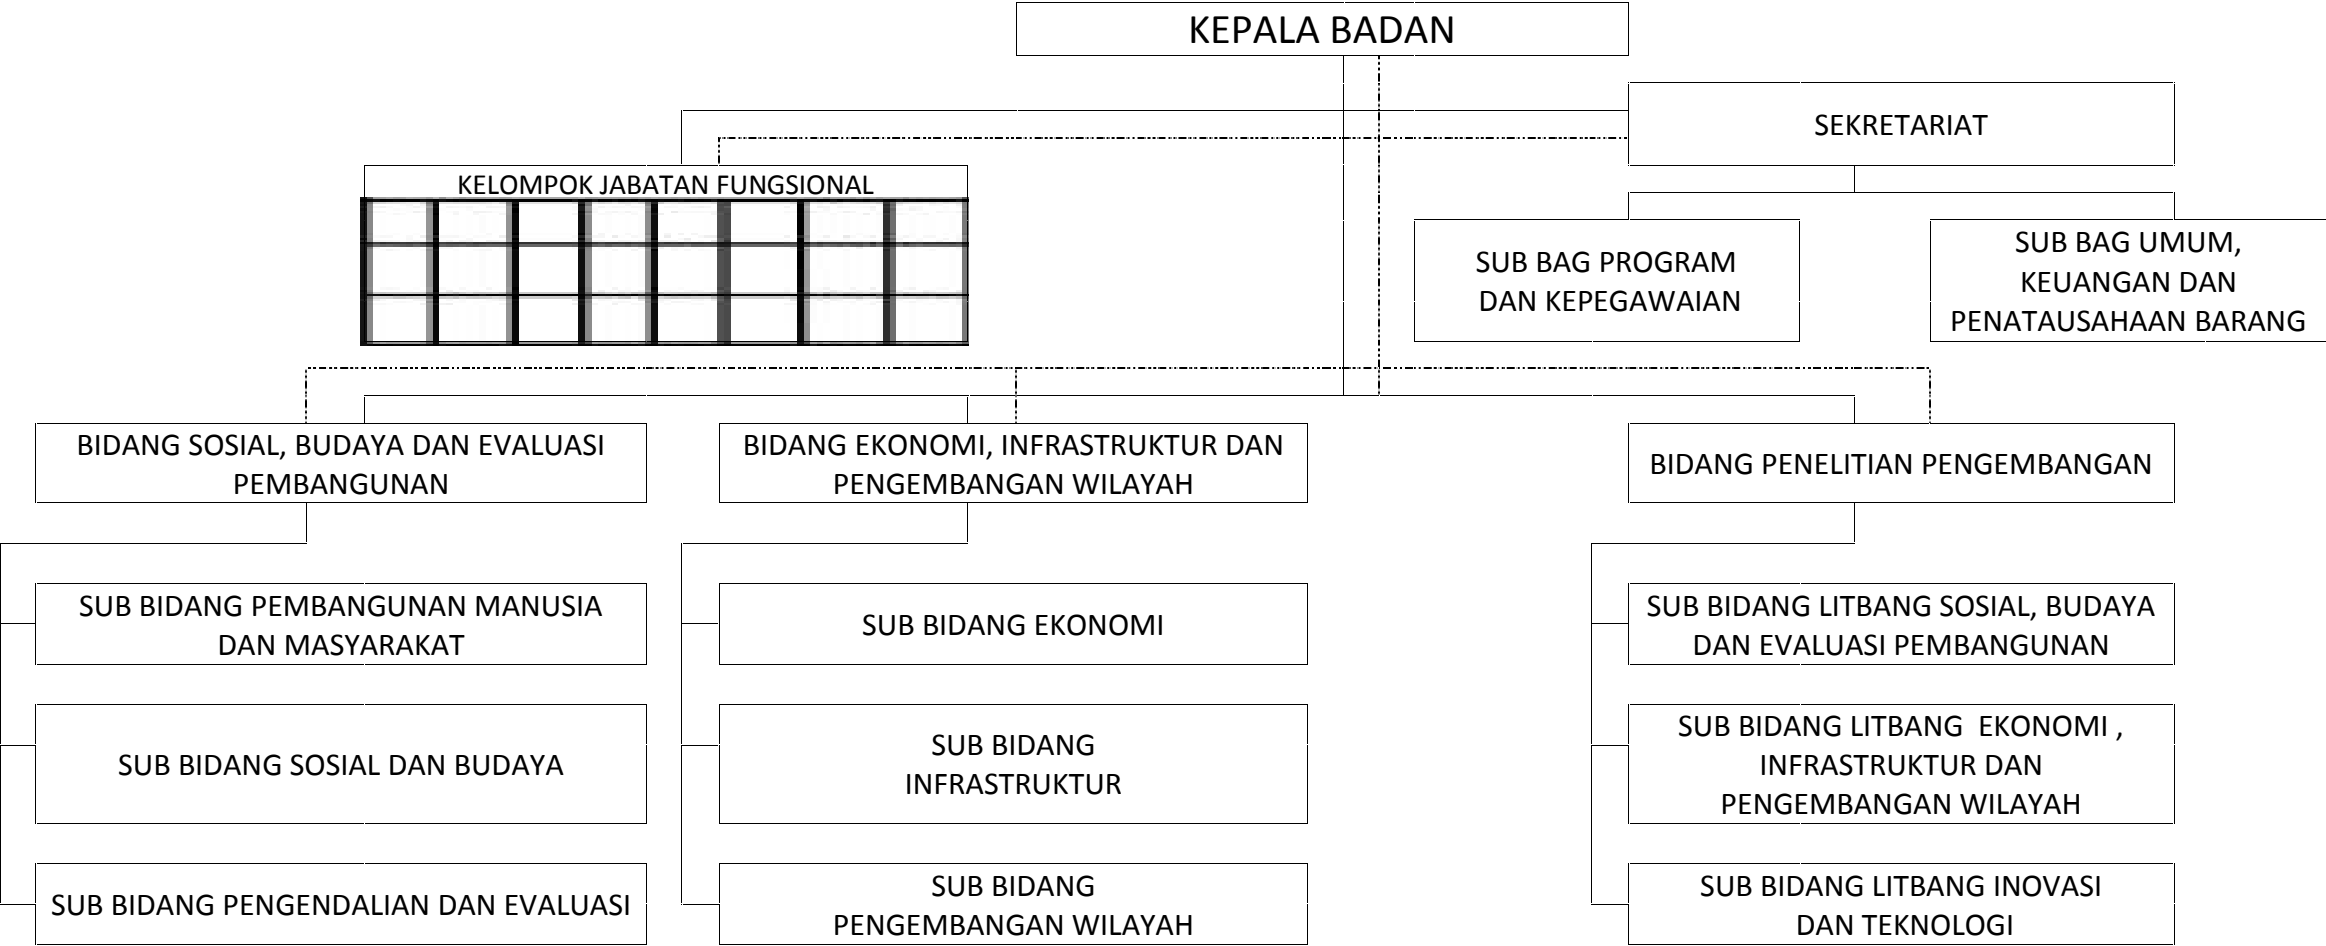 KEPALA BADAN
SEKRETARIAT
KELOMPOK JABATAN FUNGSIONAL
SUB BAG PROGRAM
DAN KEPEGAWAIAN
SUB BAG UMUM,
KEUANGAN DAN
PENATAUSAHAAN BARANG
BIDANG SOSIAL, BUDAYA DAN EVALUASI
PEMBANGUNAN
BIDANG EKONOMI, INFRASTRUKTUR DAN
PENGEMBANGAN WILAYAH
BIDANG PENELITIAN PENGEMBANGAN
SUB BIDANG PEMBANGUNAN MANUSIA
DAN MASYARAKAT
SUB BIDANG EKONOMI
SUB BIDANG LITBANG SOSIAL, BUDAYA
DAN EVALUASI PEMBANGUNAN
SUB BIDANG SOSIAL DAN BUDAYA
SUB BIDANG
INFRASTRUKTUR
SUB BIDANG LITBANG  EKONOMI ,
INFRASTRUKTUR DAN
PENGEMBANGAN WILAYAH
SUB BIDANG PENGENDALIAN DAN EVALUASI
SUB BIDANG
PENGEMBANGAN WILAYAH
SUB BIDANG LITBANG INOVASI
DAN TEKNOLOGI